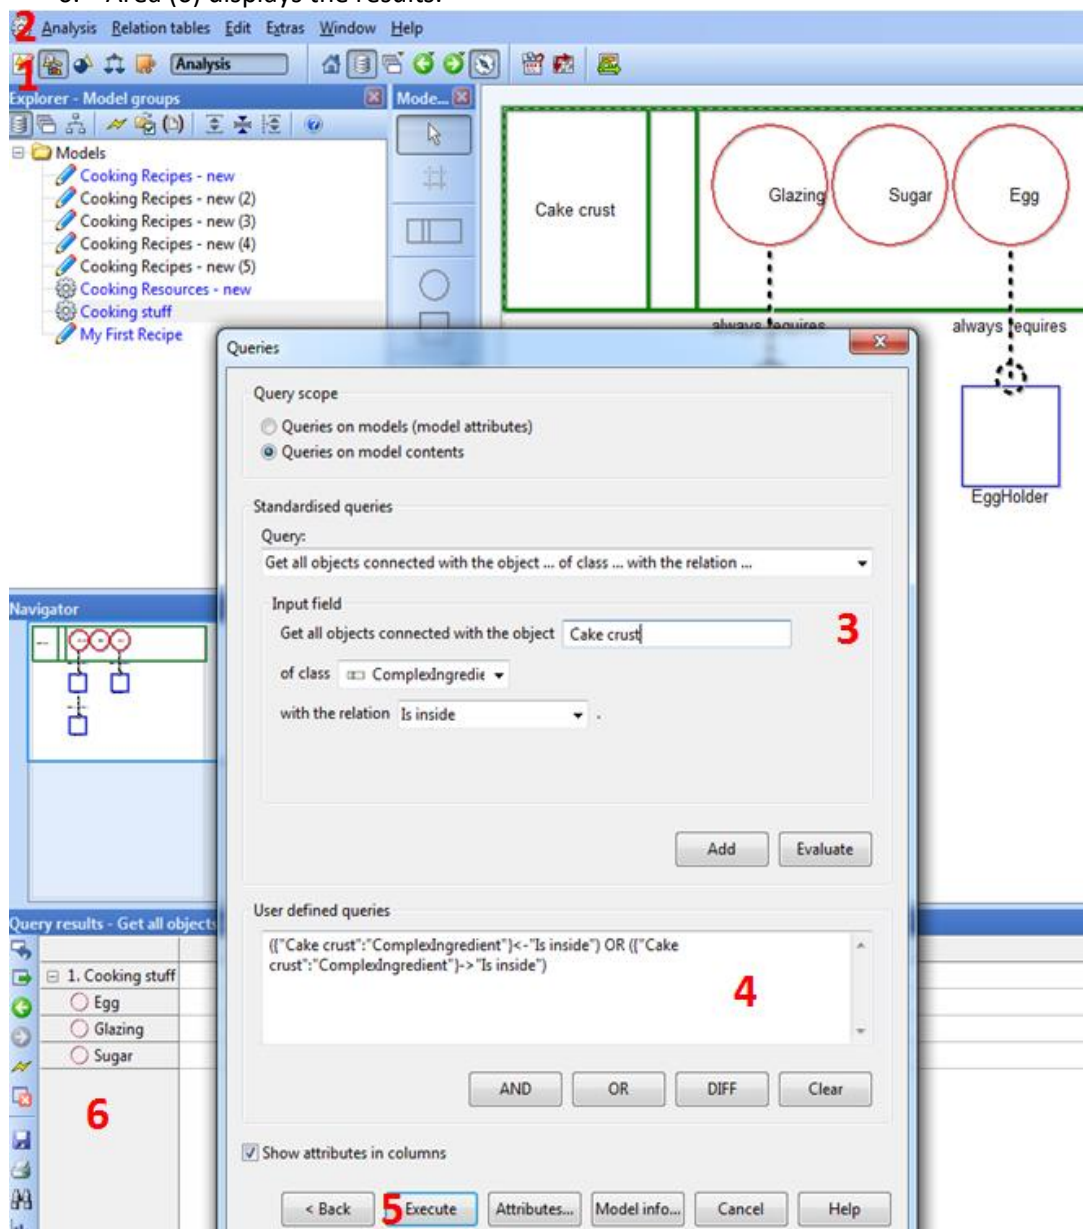 6. Area (6) displays the results.
2 Analysis Relation tables Edit Extras Window Help
1 Analysis
Explorer - Model groups
Mode...
Models
Cooking Recipes - new
Cooking Recipes - new (2)
Cooking Recipes - new (3)
Cooking Recipes - new (4)
Cooking Recipes - new (5)
Cooking Resources - new
Cooking stuff
My First Recipe
Cake crust
Glazing
Sugar
Egg
always requires
always requires
EggHolder
Queries
Query scope
Queries on models (model attributes)
Queries on model contents
Standardised queries
Query:
Get all objects connected with the object ... of class ... with the relation ...
Input field
Get all objects connected with the object Cake crust
3
of class ComplexIngredie
with the relation Is inside .
Add Evaluate
User defined queries
({"Cake crust":"ComplexIngredient"}<-"Is inside") OR ({"Cake
crust":"ComplexIngredient"}->"Is inside")
4
AND OR DIFF Clear
Show attributes in columns
< Back 5 Execute Attributes... Model info... Cancel Help
Navigator
Query results - Get all objects
1. Cooking stuff
Egg
Glazing
Sugar
6